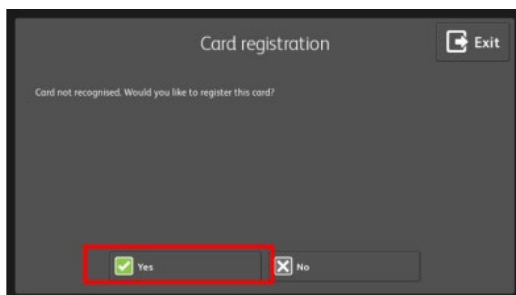 Card registration
Exit
Card not recognised. Would you like to register this card?
Yes
No